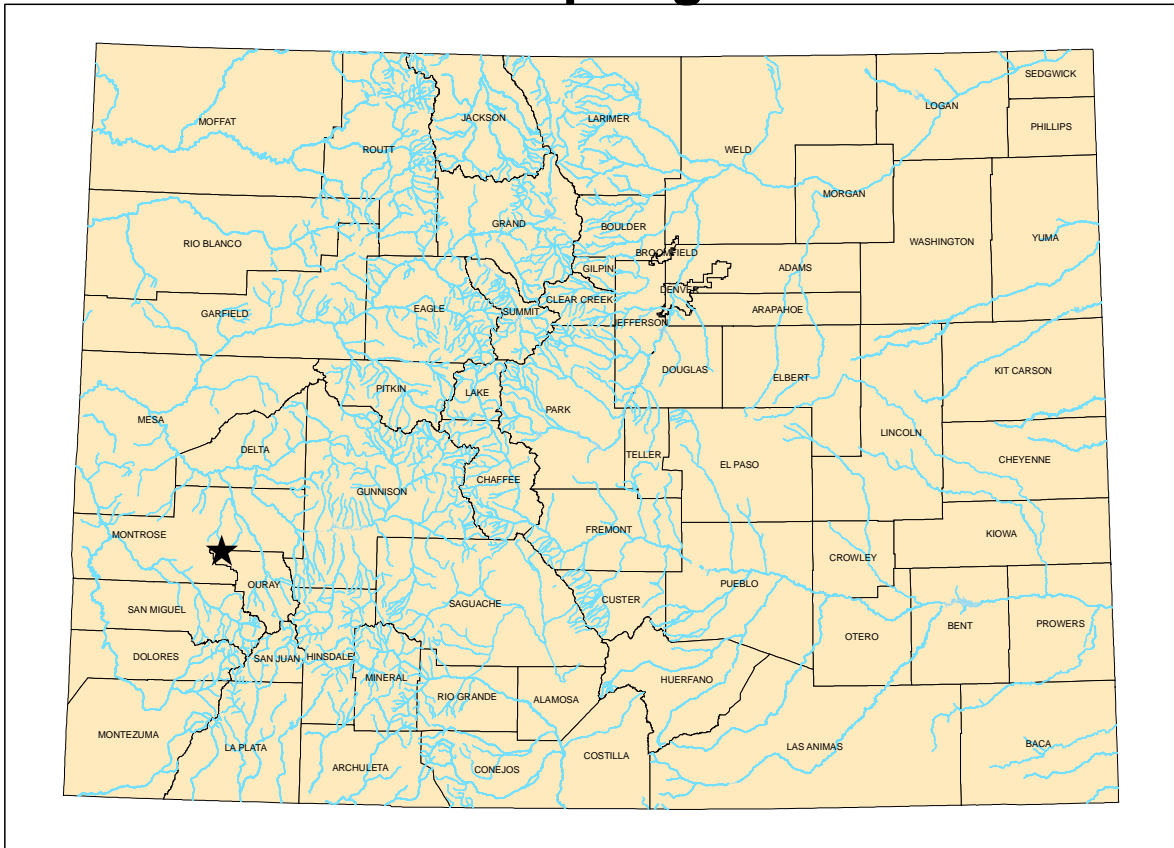 SEDGWICK
LOGAN
JACKSON
LARIMER
MOFFAT
PHILLIPS
ROUTT
WELD
MORGAN
GRAND
BOULDER
YUMA
RIO BLANCO
WASHINGTON
BROOMFIELD
GILPIN
ADAMS
DENVER
CLEAR CREEK
EAGLE
SUMMIT
ARAPAHOE
GARFIELD
JEFFERSON
DOUGLAS
KIT CARSON
ELBERT
PITKIN
LAKE
PARK
MESA
LINCOLN
DELTA
TELLER
CHEYENNE
EL PASO
CHAFFEE
GUNNISON
FREMONT
MONTROSE
KIOWA
CROWLEY
OURAY
PUEBLO
CUSTER
SAGUACHE
SAN MIGUEL
PROWERS
BENT
OTERO
DOLORES
SAN JUAN
HINSDALE
MINERAL
HUERFANO
RIO GRANDE
ALAMOSA
MONTEZUMA
LA PLATA
LAS ANIMAS
BACA
COSTILLA
ARCHULETA
CONEJOS